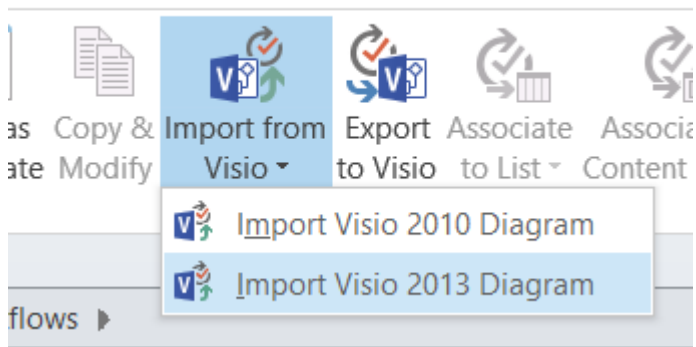 as Copy & Import from Export Associate Associa
ate Modify Visio to Visio to List Content
Import Visio 2010 Diagram
Import Visio 2013 Diagram
flows